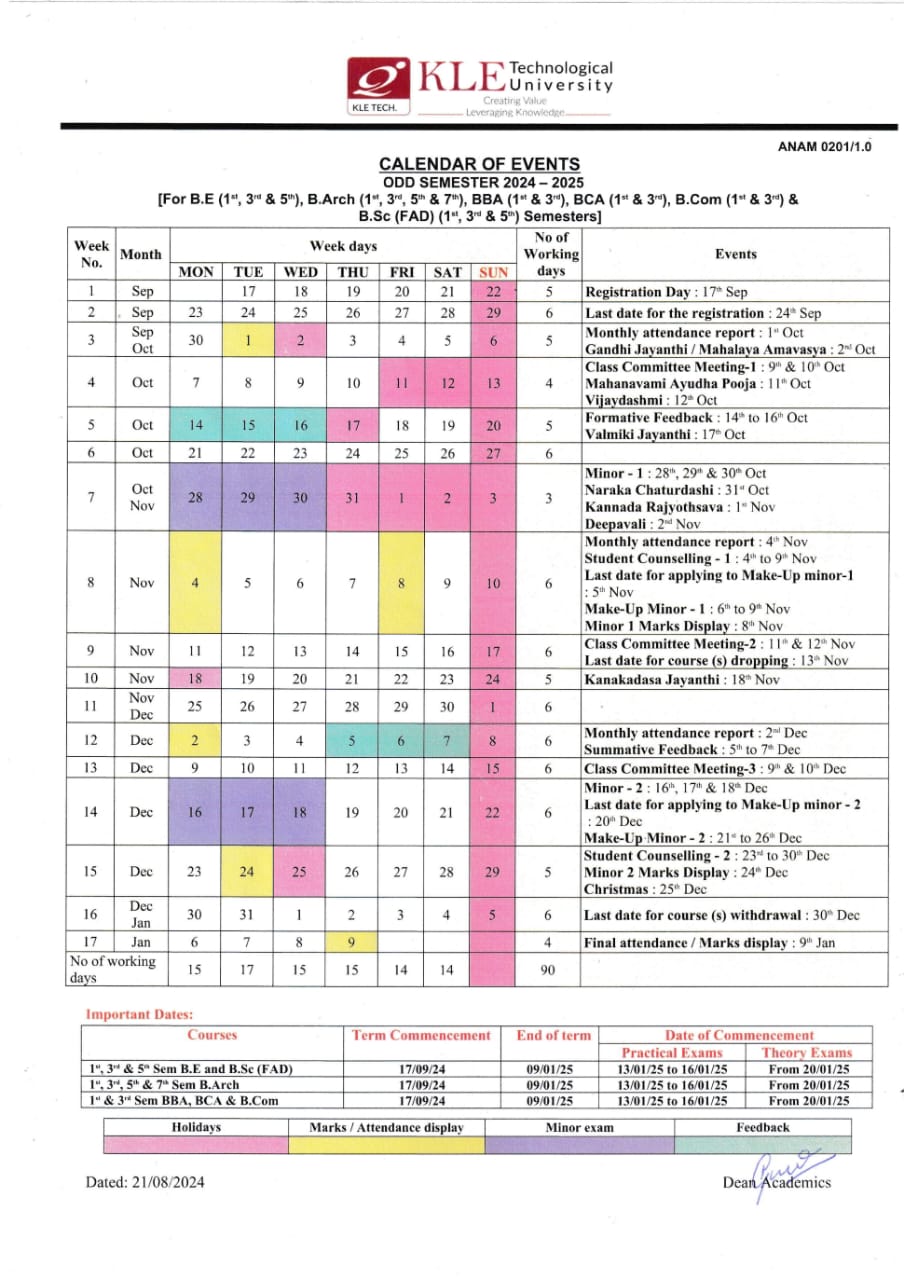 KLE Technological
University
Creating Value
Leveraging Knowledge
KLE TECH.
ANAM 0201/1.0
CALENDAR OF EVENTS
ODD SEMESTER 2024 – 2025
[For B.E (1st, 3rd & 5th), B.Arch (1st, 3rd, 5th & 7th), BBA (1st & 3rd), BCA (1st & 3rd), B.Com (1st & 3rd) &
B.Sc (FAD) (1st, 3rd & 5th) Semesters]
Week No. Month Week days No of Working days Events
MON TUE WED THU FRI SAT SUN
1 Sep 17 18 19 20 21 22 5 Registration Day : 17th Sep
2 Sep 23 24 25 26 27 28 29 6 Last date for the registration : 24th Sep
3 Sep Oct 30 1 2 3 4 5 6 5 Monthly attendance report : 1st Oct
Gandhi Jayanthi / Mahalaya Amavasya : 2nd Oct
4 Oct 7 8 9 10 11 12 13 4 Class Committee Meeting-1 : 9th & 10th Oct
Mahanavami Ayudha Pooja : 11th Oct
Vijaydashmi : 12th Oct
5 Oct 14 15 16 17 18 19 20 5 Formative Feedback : 14th to 16th Oct
Valmiki Jayanthi : 17th Oct
6 Oct 21 22 23 24 25 26 27 6
7 Oct Nov 28 29 30 31 1 2 3 3 Minor - 1 : 28th, 29th & 30th Oct
Naraka Chaturdashi : 31st Oct
Kannada Rajyothsava : 1st Nov
Deepavali : 2nd Nov
8 Nov 4 5 6 7 8 9 10 6 Monthly attendance report : 4th Nov
Student Counselling - 1 : 4th to 9th Nov
Last date for applying to Make-Up minor-1
: 5th Nov
Make-Up Minor - 1 : 6th to 9th Nov
Minor 1 Marks Display : 8th Nov
9 Nov 11 12 13 14 15 16 17 6 Class Committee Meeting-2 : 11th & 12th Nov
Last date for course (s) dropping : 13th Nov
10 Nov 18 19 20 21 22 23 24 5 Kanakadasa Jayanthi : 18th Nov
11 Nov Dec 25 26 27 28 29 30 1 6
12 Dec 2 3 4 5 6 7 8 6 Monthly attendance report : 2nd Dec
Summative Feedback : 5th to 7th Dec
13 Dec 9 10 11 12 13 14 15 6 Class Committee Meeting-3 : 9th & 10th Dec
14 Dec 16 17 18 19 20 21 22 6 Minor - 2 : 16th, 17th & 18th Dec
Last date for applying to Make-Up minor - 2
: 20th Dec
Make-Up Minor - 2 : 21st to 26th Dec
15 Dec 23 24 25 26 27 28 29 5 Student Counselling - 2 : 23rd to 30th Dec
Minor 2 Marks Display : 24th Dec
Christmas : 25th Dec
16 Dec Jan 30 31 1 2 3 4 5 6 Last date for course (s) withdrawal : 30th Dec
17 Jan 6 7 8 9 4 Final attendance / Marks display : 9th Jan
No of working days 15 17 15 15 14 14 90
Important Dates:
Courses Term Commencement End of term Date of Commencement
Practical Exams Theory Exams
1st, 3rd & 5th Sem B.E and B.Sc (FAD) 17/09/24 09/01/25 13/01/25 to 16/01/25 From 20/01/25
1st, 3rd, 5th & 7th Sem B.Arch 17/09/24 09/01/25 13/01/25 to 16/01/25 From 20/01/25
1st & 3rd Sem BBA, BCA & B.Com 17/09/24 09/01/25 13/01/25 to 16/01/25 From 20/01/25
Holidays Marks / Attendance display Minor exam Feedback
Dated: 21/08/2024 Dean Academics